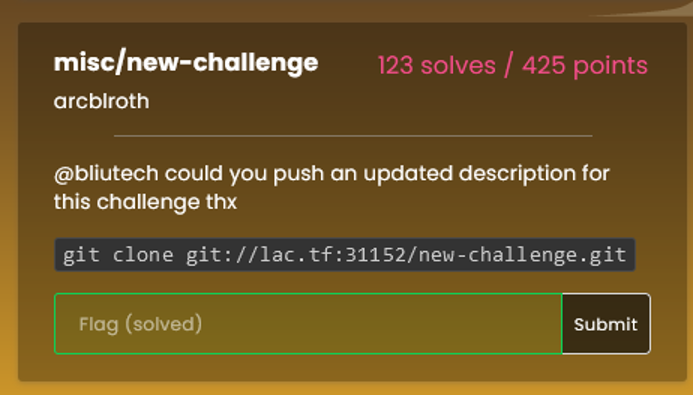 misc/new-challenge
123 solves / 425 points
arcblroth
@bliutech could you push an updated description for
this challenge thx
git clone git://lac.tf:31152/new-challenge.git
Flag (solved)
Submit